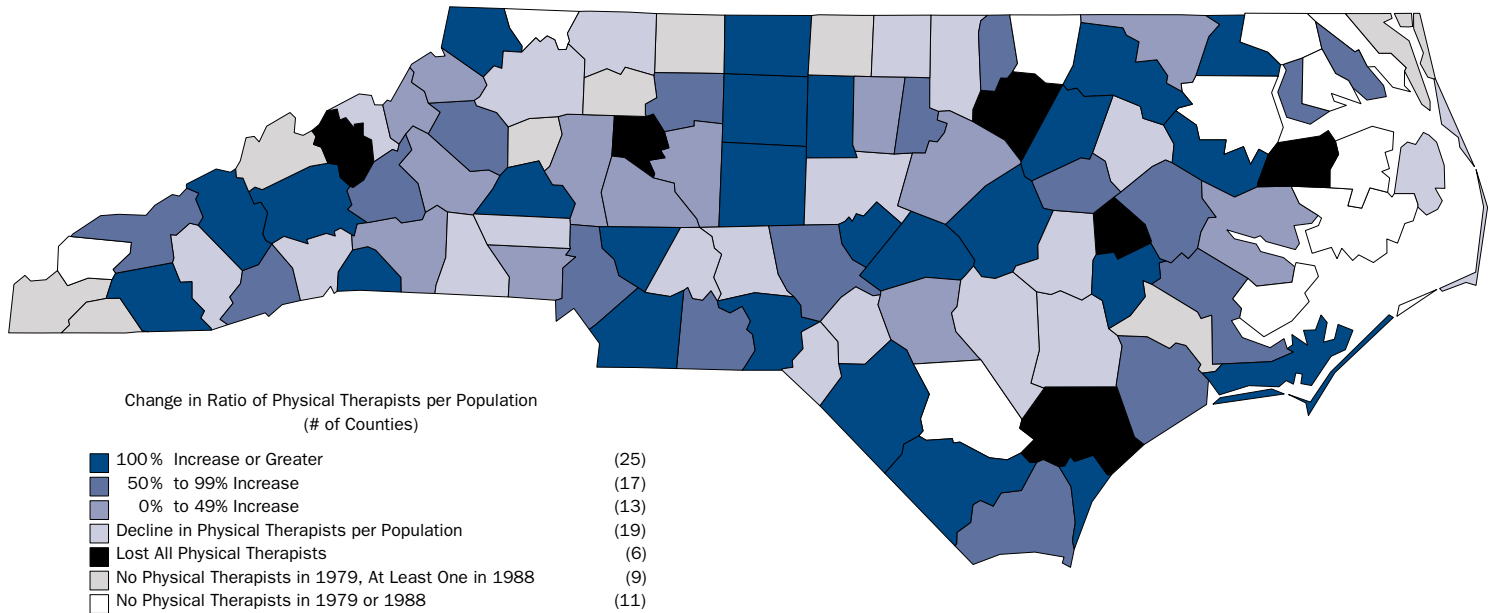 Change in Ratio of Physical Therapists per Population
(# of Counties)
100% Increase or Greater (25)
50% to 99% Increase (17)
0% to 49% Increase (13)
Decline in Physical Therapists per Population (19)
Lost All Physical Therapists (6)
No Physical Therapists in 1979, At Least One in 1988 (9)
No Physical Therapists in 1979 or 1988 (11)